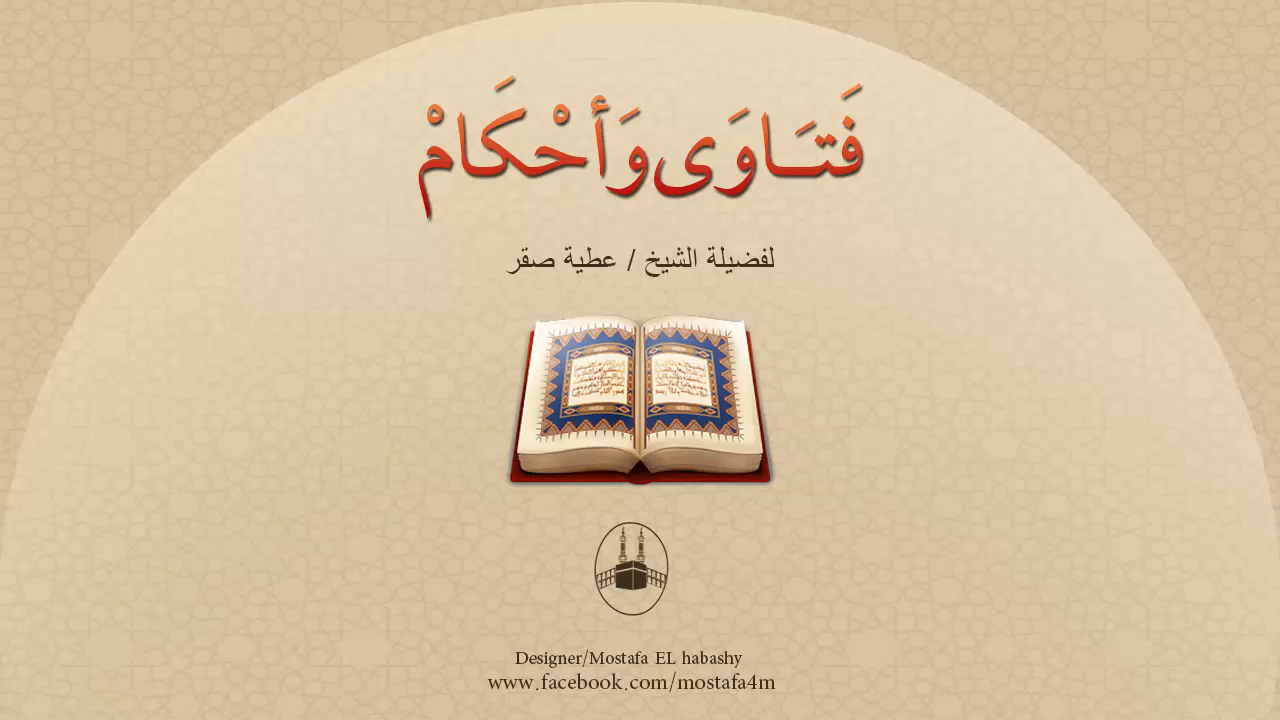 فَتَاوَى وَأَحْكَامْ
لفضيلة الشيخ / عطية صقر
Designer/Mostafa EL habashy
www.facebook.com/mostafa4m